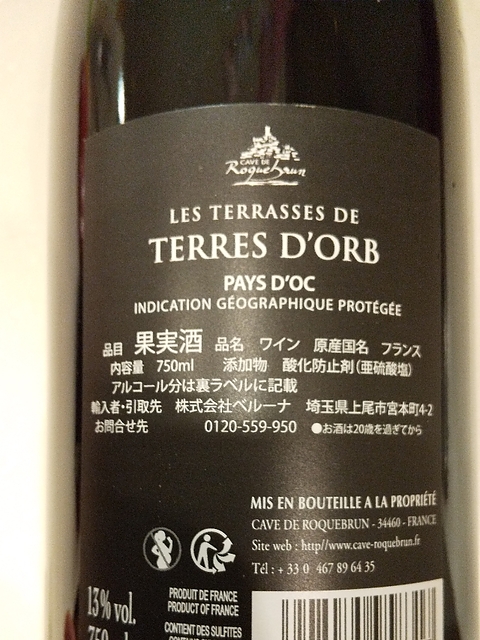 CAVE DE
Roquebrun
LES TERRASSES DE
TERRES D'ORB
PAYS D'OC
INDICATION GÉOGRAPHIQUE PROTÉGÉE
品目 果実酒 品名 ワイン 原産国名 フランス
内容量 750ml 添加物 酸化防止剤(亜硫酸塩)
アルコール分は裏ラベルに記載
輸入者・引取先 株式会社ベルーナ 埼玉県上尾市宮本町4-2
お問合せ先 0120-559-950 ●お酒は20歳を過ぎてから
MIS EN BOUTEILLE A LA PROPRIÉTÉ
CAVE DE ROQUEBRUN - 34460 - FRANCE
Site web : http//www.cave-roquebrun.fr
Tél : + 33 0 467 89 64 35
13% vol.
PRODUIT DE FRANCE
PRODUCT OF FRANCE
CONTIENT DES SULFITES